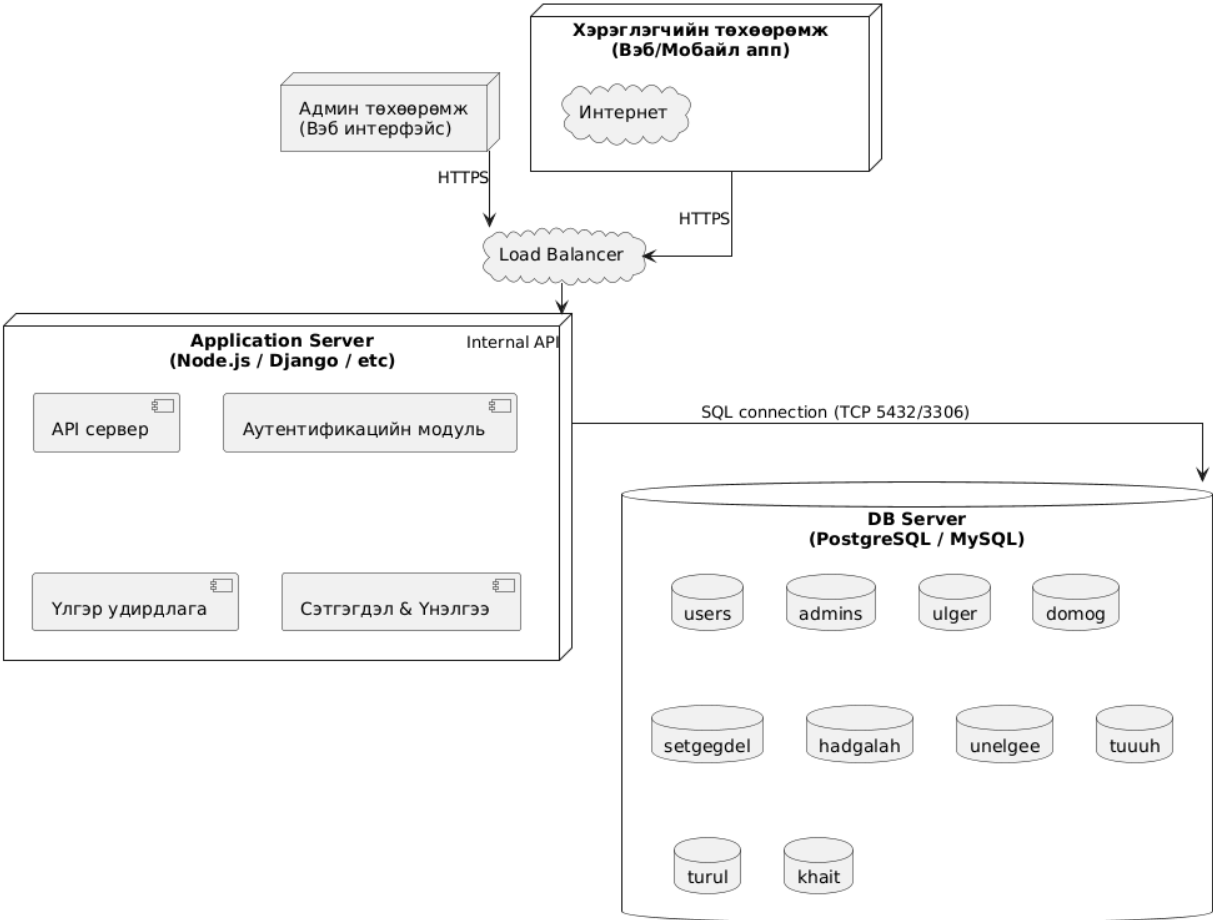 Хэрэглэгчийн төхөөрөмж
(Вэб/Мобайл апп)
Интернет
Админ төхөөрөмж
(Вэб интерфэйс)
HTTPS
HTTPS
Load Balancer
Application Server
(Node.js / Django / etc)
Internal API
API сервер
Аутентификацийн модуль
Үлгэр удирдлага
Сэтгэгдэл & Үнэлгээ
SQL connection (TCP 5432/3306)
DB Server
(PostgreSQL / MySQL)
users
admins
ulger
domog
setgegdel
hadgalah
unelgee
tuuuh
turul
khait